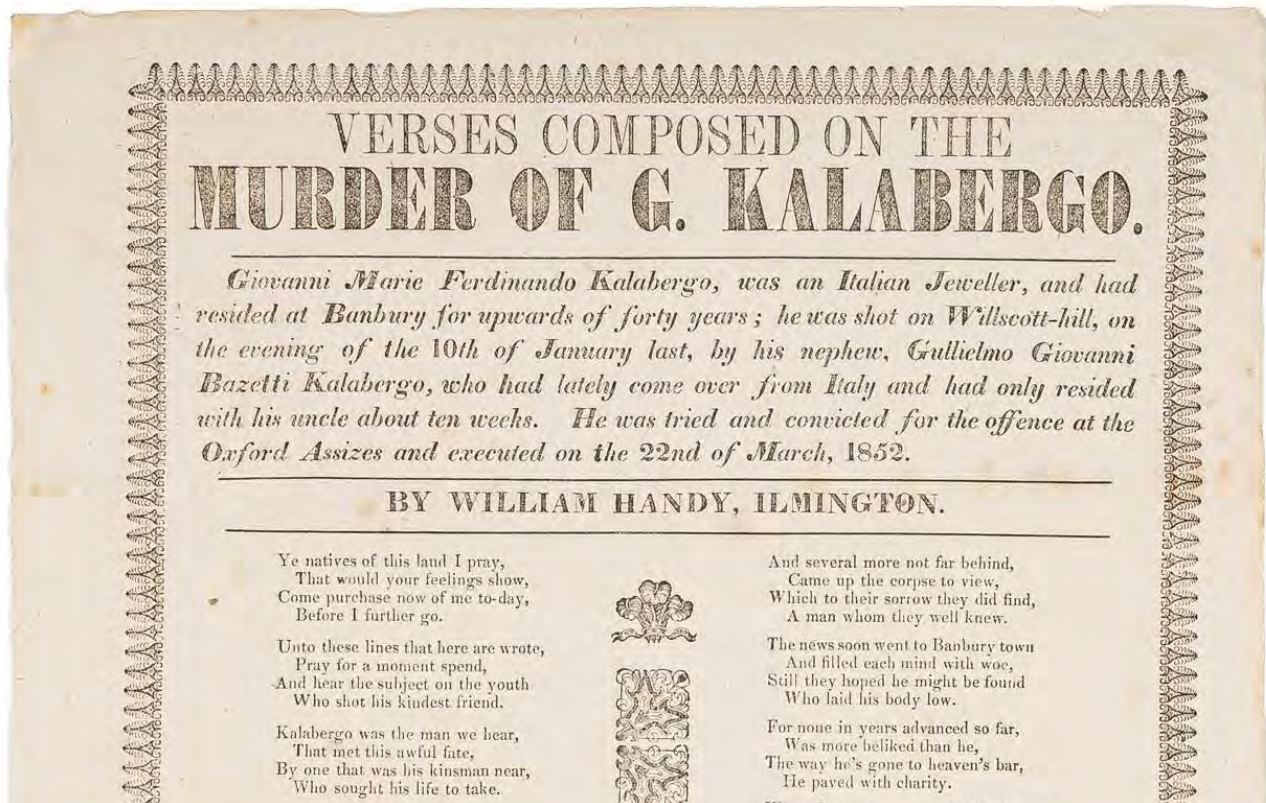 VERSES COMPOSED ON THE
MURDER OF G. KALABERGO.
Giovanni Marie Ferdinando Kalabergo, was an Italian Jeweller, and had
resided at Banbury for upwards of forty years; he was shot on Willscott-hill, on
the evening of the 10th of January last, by his nephew, Gullielmo Giovanni
Bazetti Kalabergo, who had lately come over from Italy and had only resided
with his uncle about ten weeks. He was tried and convicted for the offence at the
Oxford Assizes and executed on the 22nd of March, 1852.
BY WILLIAM HANDY, ILMINGTON.
Ye natives of this land I pray,
That would your feelings show,
Come purchase now of me to-day,
Before I further go.
Unto these lines that here are wrote,
Pray for a moment spend,
And hear the subject on the youth
Who shot his kindest friend.
Kalabergo was the man we hear,
That met this awful fate,
By one that was his kinsman near,
Who sought his life to take.
And several more not far behind,
Came up the corpse to view,
Which to their sorrow they did find,
A man whom they well knew.
The news soon went to Banbury town
And filled each mind with woe,
Still they hoped he might be found
Who laid his body low.
For none in years advanced so far,
Was more beliked than he,
The way he's gone to heaven's bar,
He paved with charity.